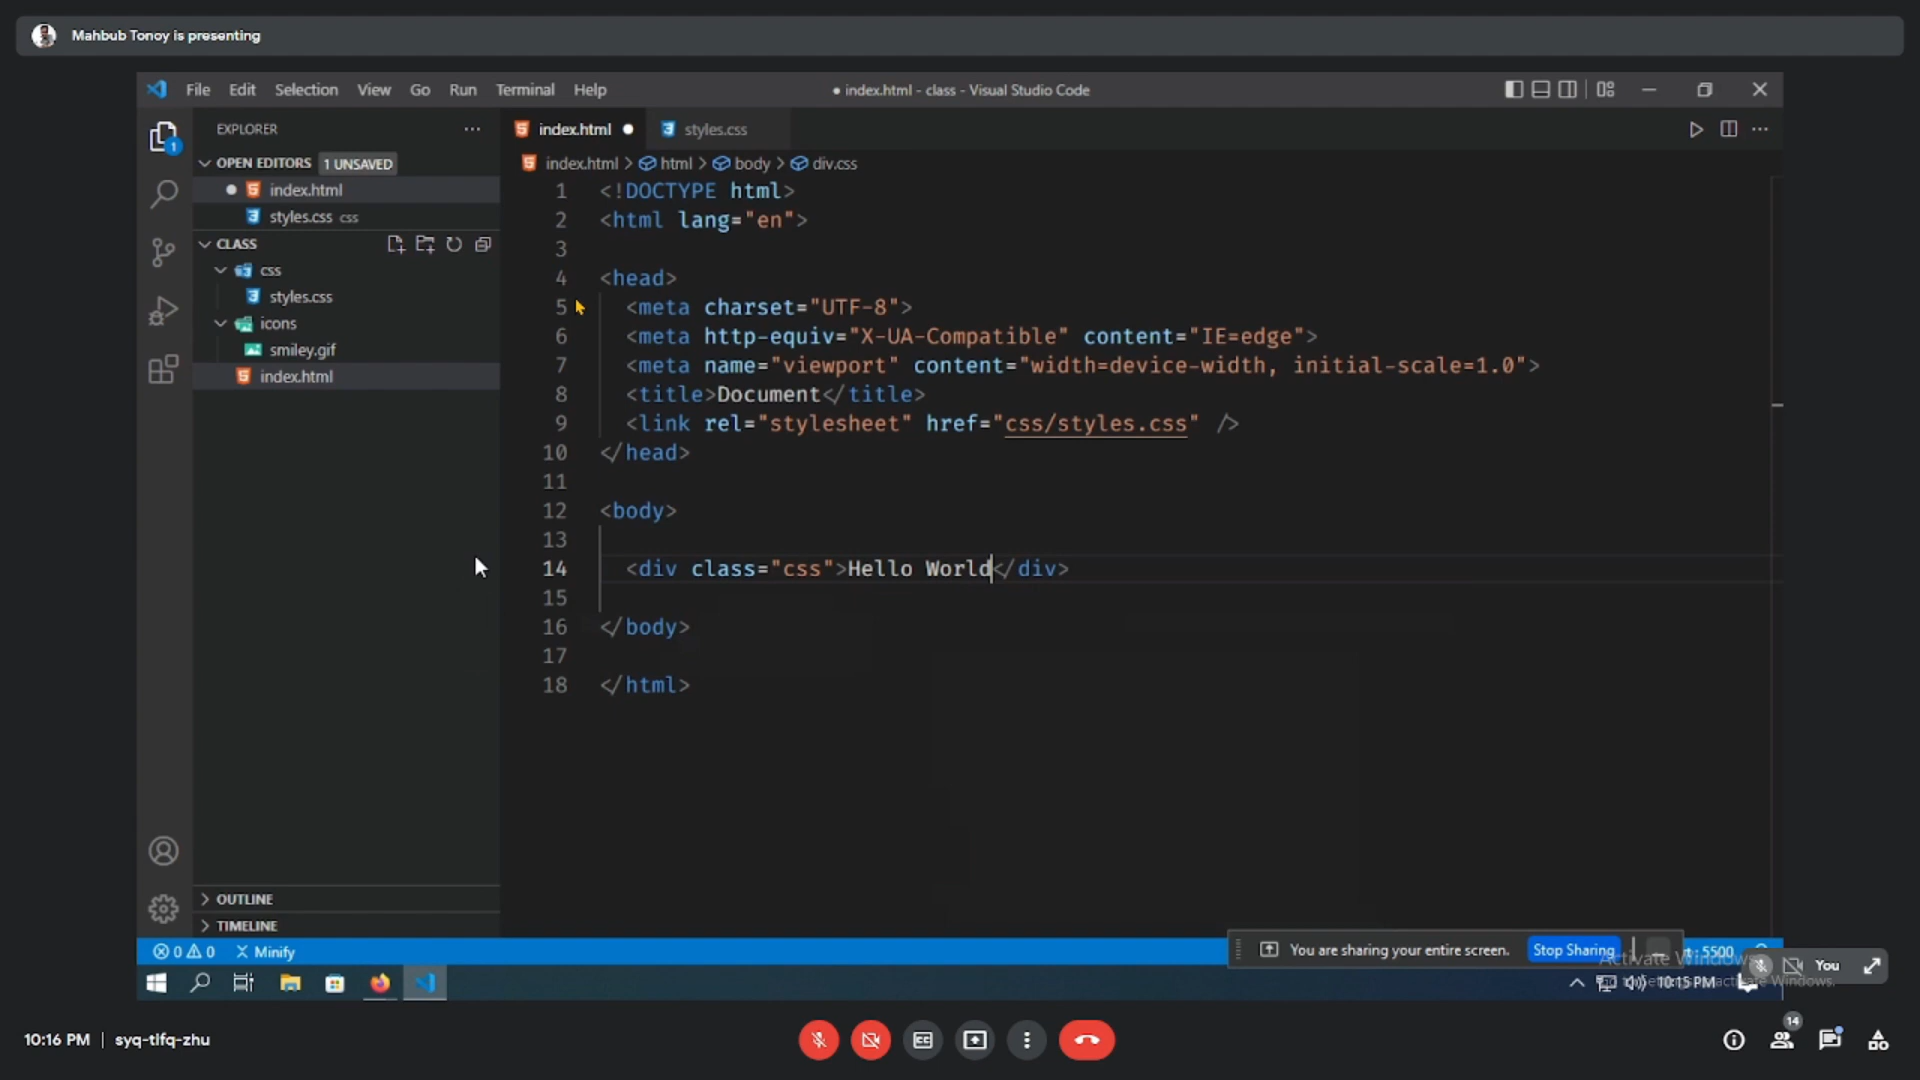 Mahbub Tonoy is presenting
File Edit Selection View Go Run Terminal Help
● index.html - class - Visual Studio Code
EXPLORER
index.html
styles.css
OPEN EDITORS 1 UNSAVED
index.html > html > body > div.css
index.html
styles.css css
CLASS
css
styles.css
icons
smiley.gif
index.html
1 <!DOCTYPE html>
2 <html lang="en">
3
4 <head>
5 <meta charset="UTF-8">
6 <meta http-equiv="X-UA-Compatible" content="IE=edge">
7 <meta name="viewport" content="width=device-width, initial-scale=1.0">
8 <title>Document</title>
9 <link rel="stylesheet" href="css/styles.css" />
10 </head>
11
12 <body>
13
14 <div class="css">Hello World</div>
15
16 </body>
17
18 </html>
OUTLINE
TIMELINE
0 0 Minify
You are sharing your entire screen. Stop Sharing
: 5500
Activate Windows
You
10:15 PM
10:16 PM | syq-tlfq-zhu
14
1